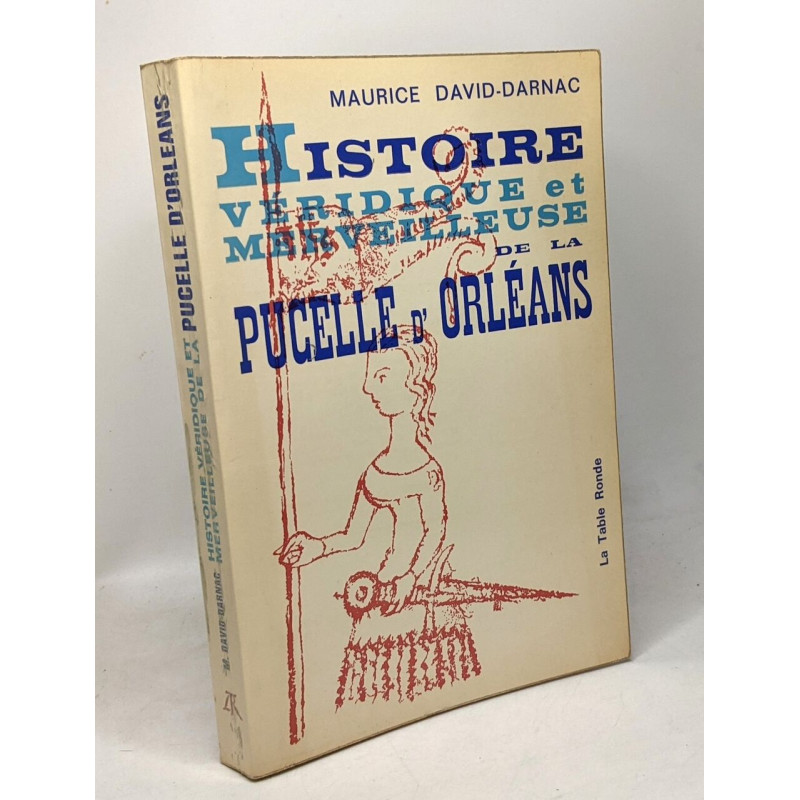 MAURICE DAVID-DARNAC
HISTOIRE
VÉRIDIQUE et
MERVEILLEUSE
DE LA
PUCELLE D'ORLÉANS
La Table Ronde
M. DAVID-DARNAC
HISTOIRE VÉRIDIQUE ET
MERVEILLEUSE DE LA
PUCELLE D'ORLEANS